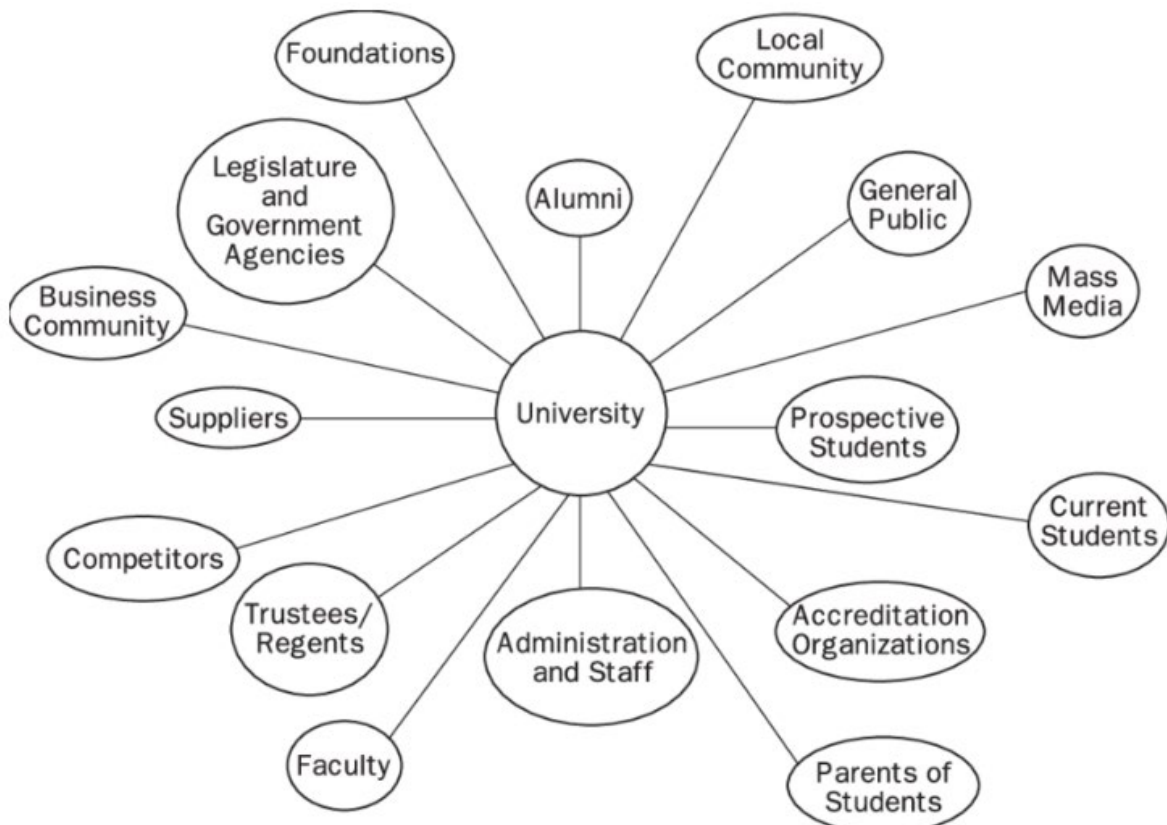 Foundations
Local
Community
Legislature
and
Government
Agencies
Alumni
General
Public
Business
Community
Mass
Media
Suppliers
University
Prospective
Students
Current
Students
Competitors
Trustees/
Regents
Administration
and Staff
Accreditation
Organizations
Faculty
Parents of
Students